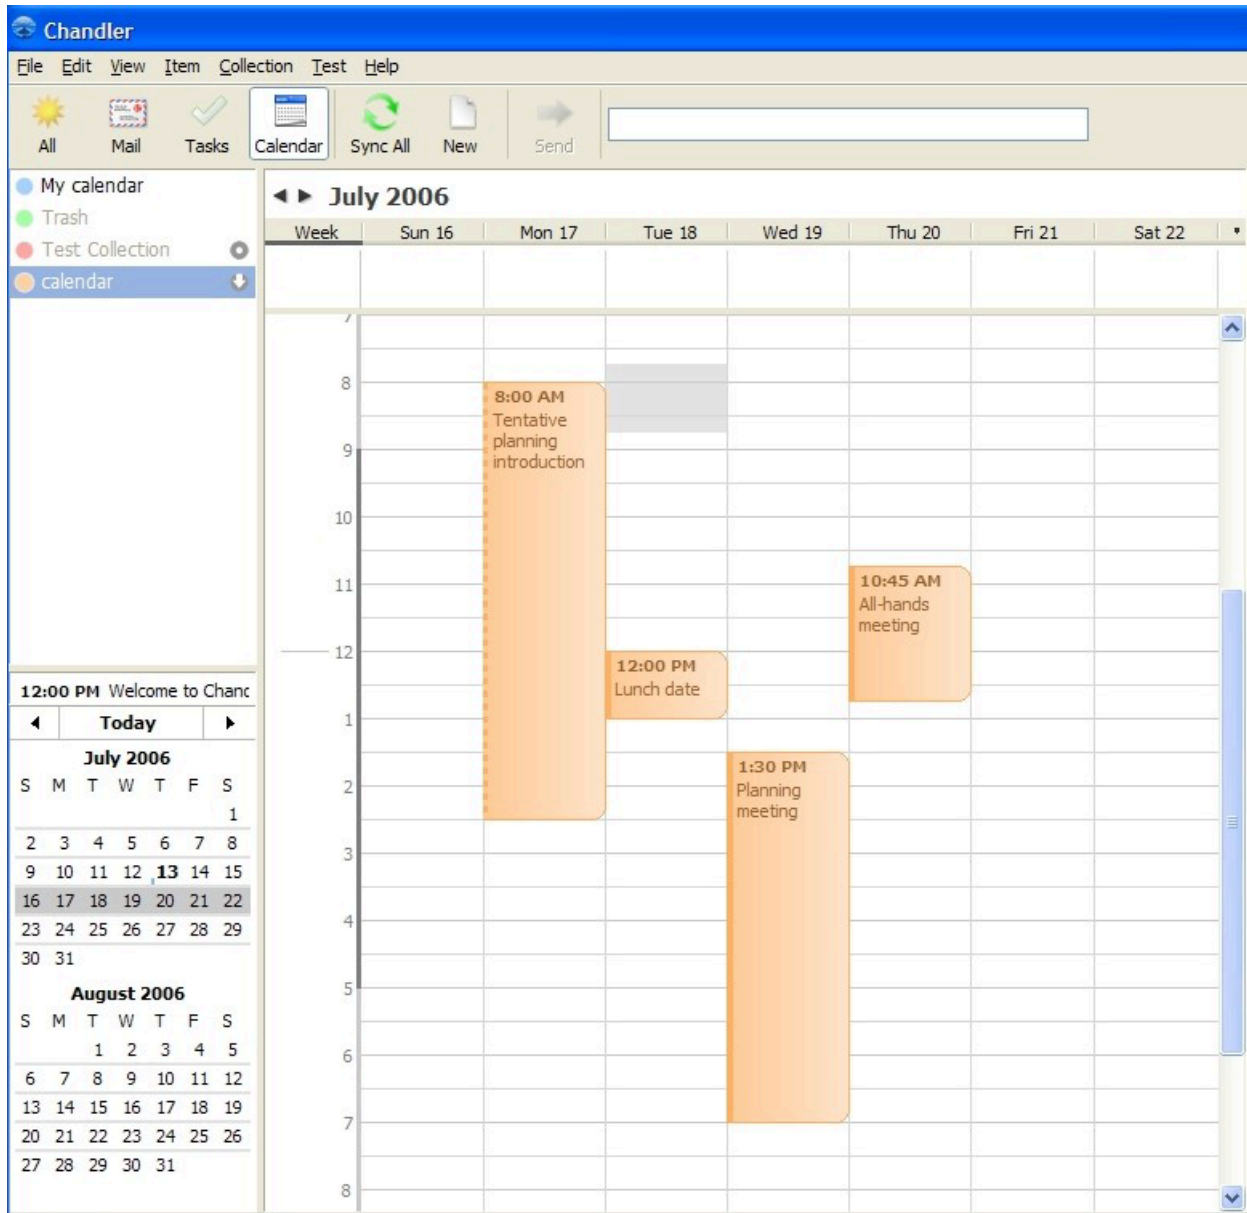 Chandler
File Edit View Item Collection Test Help
All Mail Tasks Calendar Sync All New Send
My calendar
Trash
Test Collection
calendar
July 2006
Week Sun 16 Mon 17 Tue 18 Wed 19 Thu 20 Fri 21 Sat 22
7
8
9
10
11
12
1
2
3
4
5
6
7
8
8:00 AM
Tentative
planning
introduction
12:00 PM
Lunch date
1:30 PM
Planning
meeting
10:45 AM
All-hands
meeting
12:00 PM Welcome to Chanc
Today
July 2006
S M T W T F S
1
2 3 4 5 6 7 8
9 10 11 12 13 14 15
16 17 18 19 20 21 22
23 24 25 26 27 28 29
30 31
August 2006
S M T W T F S
1 2 3 4 5
6 7 8 9 10 11 12
13 14 15 16 17 18 19
20 21 22 23 24 25 26
27 28 29 30 31